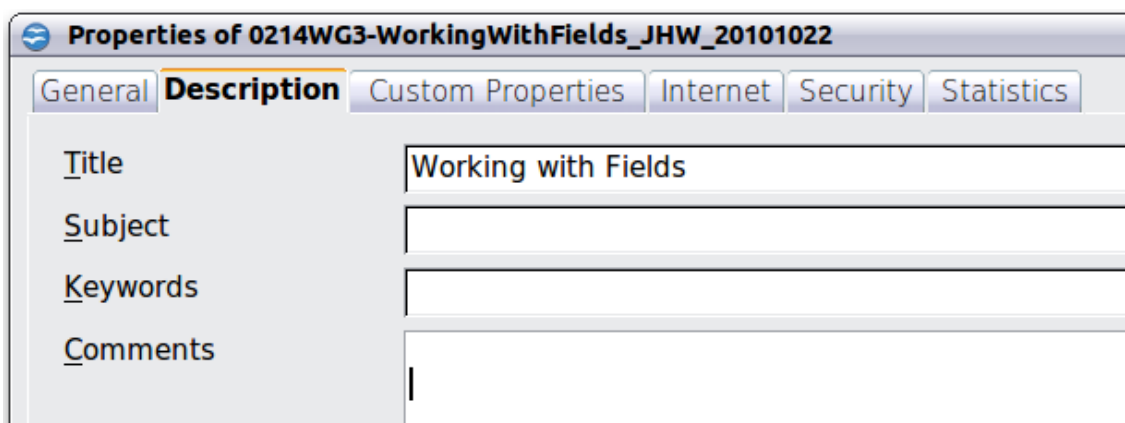 Properties of 0214WG3-WorkingWithFields_JHW_20101022
General Description Custom Properties Internet Security Statistics
Title Working with Fields
Subject
Keywords
Comments